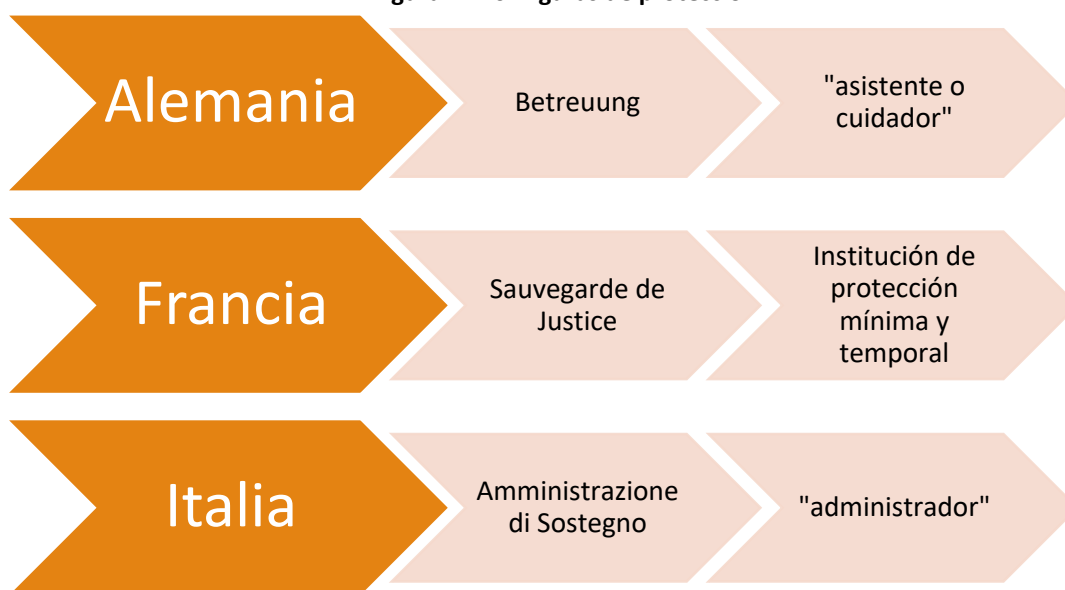 Alemania
Betreuung
"asistente o
cuidador"
Francia
Sauvegarde de
Justice
Institución de
protección
mínima y
temporal
Italia
Amministrazione
di Sostegno
"administrador"